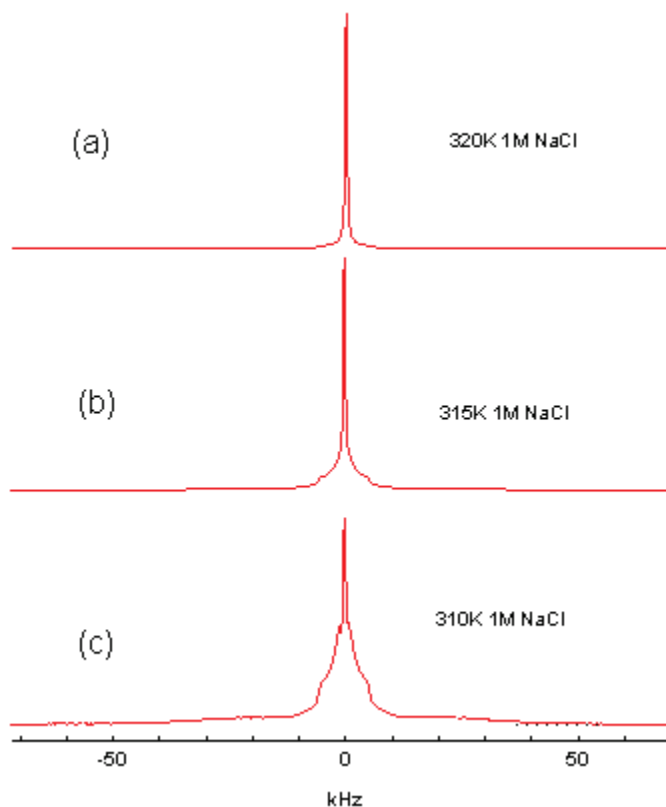 (a)
320K 1M NaCl
(b)
315K 1M NaCl
(c)
310K 1M NaCl
-50 0 50
kHz